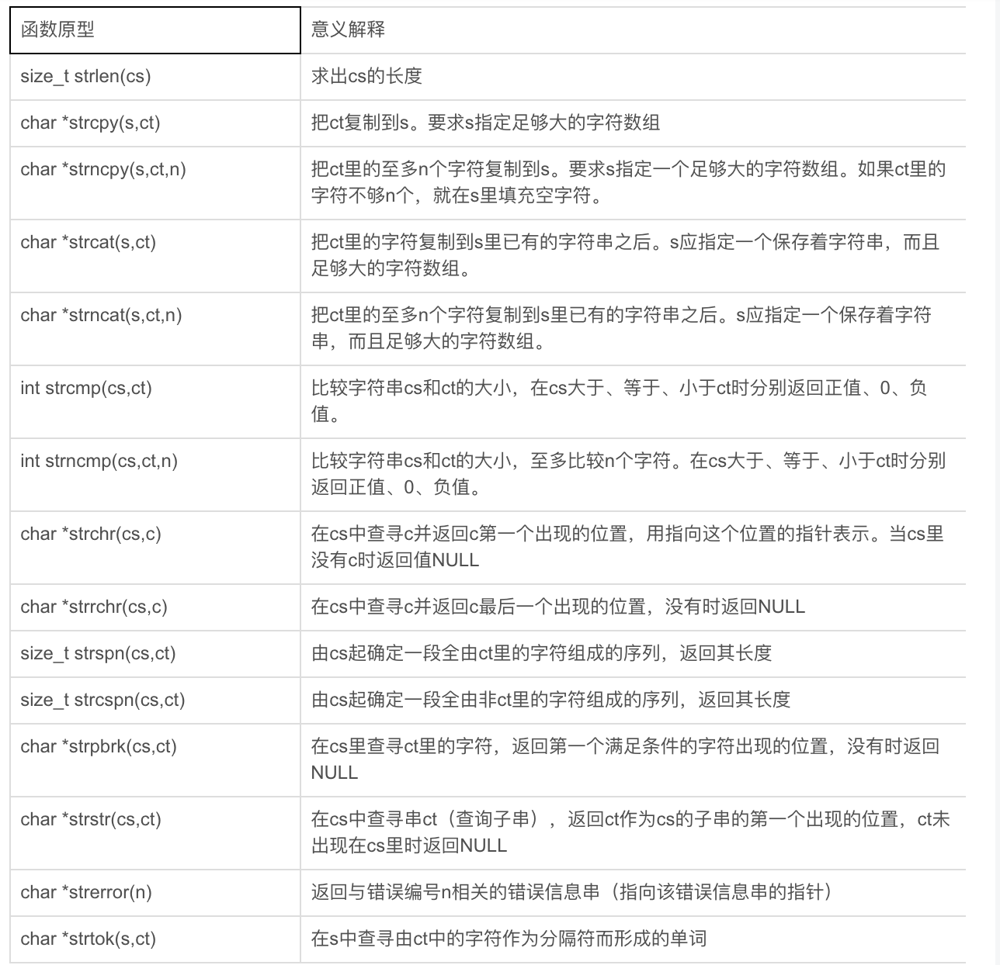 函数原型
意义解释
size_t strlen(cs)
求出cs的长度
char *strcpy(s,ct)
把ct复制到s。要求s指定足够大的字符数组
char *strncpy(s,ct,n)
把ct里的至多n个字符复制到s。要求s指定一个足够大的字符数组。如果ct里的
字符不够n个，就在s里填充空字符。
char *strcat(s,ct)
把ct里的字符复制到s里已有的字符串之后。s应指定一个保存着字符串，而且
足够大的字符数组。
char *strncat(s,ct,n)
把ct里的至多n个字符复制到s里已有的字符串之后。s应指定一个保存着字符
串，而且足够大的字符数组。
int strcmp(cs,ct)
比较字符串cs和ct的大小，在cs大于、等于、小于ct时分别返回正值、0、负
值。
int strncmp(cs,ct,n)
比较字符串cs和ct的大小，至多比较n个字符。在cs大于、等于、小于ct时分别
返回正值、0、负值。
char *strchr(cs,c)
在cs中查寻c并返回c第一个出现的位置，用指向这个位置的指针表示。当cs里
没有c时返回值NULL
char *strrchr(cs,c)
在cs中查寻c并返回c最后一个出现的位置，没有时返回NULL
size_t strspn(cs,ct)
由cs起确定一段全由ct里的字符组成的序列，返回其长度
size_t strcspn(cs,ct)
由cs起确定一段全由非ct里的字符组成的序列，返回其长度
char *strpbrk(cs,ct)
在cs里查寻ct里的字符，返回第一个满足条件的字符出现的位置，没有时返回
NULL
char *strstr(cs,ct)
在cs中查寻串ct（查询子串），返回ct作为cs的子串的第一个出现的位置，ct未
出现在cs里时返回NULL
char *strerror(n)
返回与错误编号n相关的错误信息串（指向该错误信息串的指针）
char *strtok(s,ct)
在s中查寻由ct中的字符作为分隔符而形成的单词